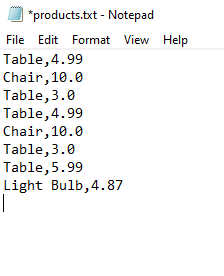 *products.txt - Notepad
File Edit Format View Help
Table,4.99
Chair,10.0
Table,3.0
Table,4.99
Chair,10.0
Table,3.0
Table,5.99
Light Bulb,4.87